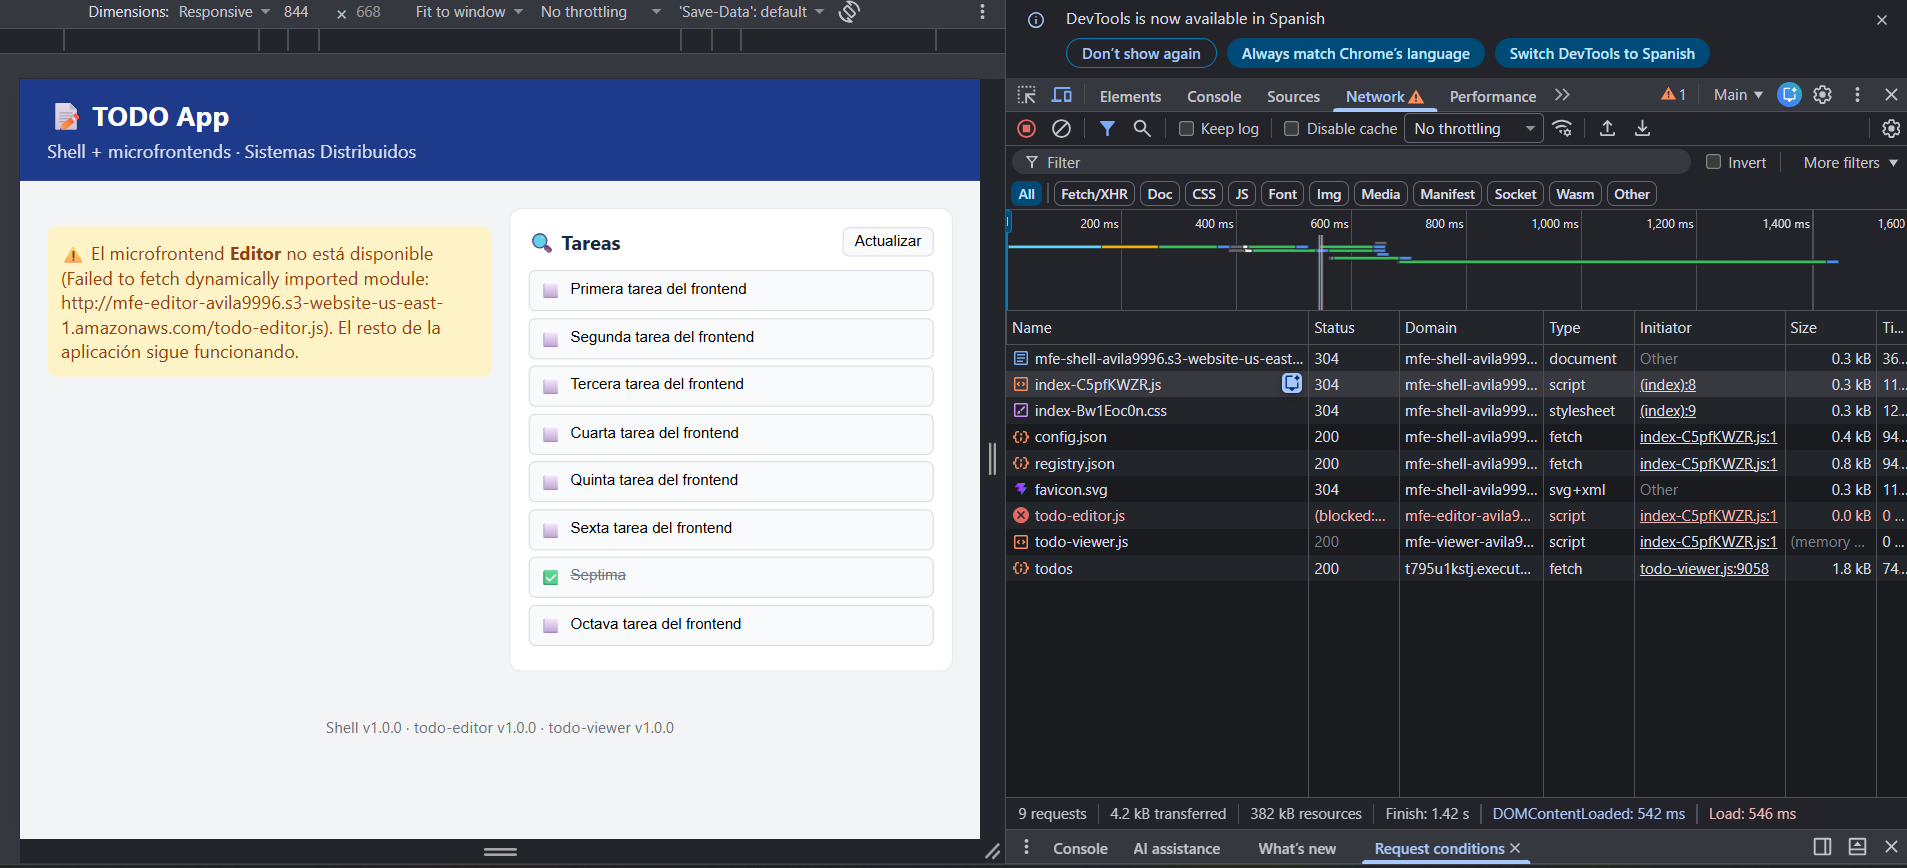 Dimensions: Responsive 844 × 668 Fit to window No throttling 'Save-Data': default
TODO App
Shell + microfrontends · Sistemas Distribuidos
El microfrontend Editor no está disponible
(Failed to fetch dynamically imported module:
http://mfe-editor-avila9996.s3-website-us-east-
1.amazonaws.com/todo-editor.js). El resto de la
aplicación sigue funcionando.
Tareas
Actualizar
Primera tarea del frontend
Segunda tarea del frontend
Tercera tarea del frontend
Cuarta tarea del frontend
Quinta tarea del frontend
Sexta tarea del frontend
Septima
Octava tarea del frontend
Shell v1.0.0 · todo-editor v1.0.0 · todo-viewer v1.0.0
DevTools is now available in Spanish
Don't show again Always match Chrome's language Switch DevTools to Spanish
Elements Console Sources Network Performance 1 Main
Keep log Disable cache No throttling
Filter Invert More filters
All Fetch/XHR Doc CSS JS Font Img Media Manifest Socket Wasm Other
200 ms 400 ms 600 ms 800 ms 1,000 ms 1,200 ms 1,400 ms 1,600
Name Status Domain Type Initiator Size Ti...
mfe-shell-avila9996.s3-website-us-east... 304 mfe-shell-avila999... document Other 0.3 kB 36...
index-C5pfKWZR.js 304 mfe-shell-avila999... script (index):8 0.3 kB 11...
index-Bw1Eoc0n.css 304 mfe-shell-avila999... stylesheet (index):9 0.3 kB 12...
config.json 200 mfe-shell-avila999... fetch index-C5pfKWZR.js:1 0.4 kB 94...
registry.json 200 mfe-shell-avila999... fetch index-C5pfKWZR.js:1 0.8 kB 94...
favicon.svg 304 mfe-shell-avila999... svg+xml Other 0.3 kB 11...
todo-editor.js (blocked:... mfe-editor-avila9... script index-C5pfKWZR.js:1 0.0 kB 0 ...
todo-viewer.js 200 mfe-viewer-avila9... script index-C5pfKWZR.js:1 (memory ... 0 ...
todos 200 t795u1kstj.execut... fetch todo-viewer.js:9058 1.8 kB 74...
9 requests 4.2 kB transferred 382 kB resources Finish: 1.42 s DOMContentLoaded: 542 ms Load: 546 ms
Console AI assistance What's new Request conditions